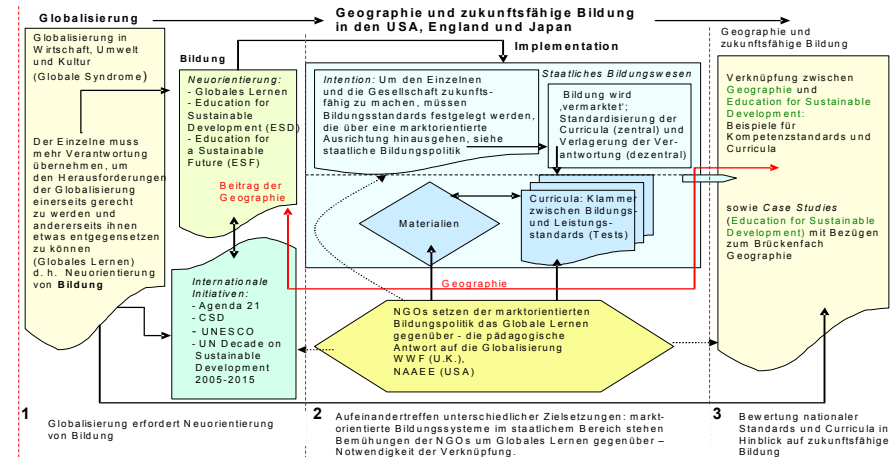 Globalisierung
Geographie und zukunftsfähige Bildung
in den USA, England und Japan
Globalisierung in
Wirtschaft, Umwelt
und Kultur
(Globale Syndrome)
Der Einzelne muss
mehr Verantwortung
übernehmen, um
den Herausforderungen
der Globalisierung
einerseits gerecht
zu werden und
andererseits ihnen
etwas entgegensetzen
zu können
(Globales Lernen)
d. h. Neuorientierung
von Bildung
Bildung
Neuorientierung:
- Globales Lernen
- Education for
Sustainable
Development (ESD)
- Education for
a Sustainable
Future (ESF)
Beitrag der
Geographie
Internationale
Initiativen:
- Agenda 21
- CSD
- UNESCO
- UN Decade on
Sustainable
Development
2005-2015
Implementation
Intention: Um den Einzelnen
und die Gesellschaft zukunfts-
fähig zu machen, müssen
Bildungsstandards festgelegt werden,
die über eine marktorientierte
Ausrichtung hinausgehen, siehe
staatliche Bildungspolitik
Staatliches Bildungswesen
Bildung wird
‚vermarktet';
Standardisierung der
Curricula (zentral) und
Verlagerung der Ver-
antwortung (dezentral)
Materialien
Curricula: Klammer
zwischen Bildungs-
und Leistungs-
standards (Tests)
Geographie
NGOs setzen der marktorientierten
Bildungspolitik das Globale Lernen
gegenüber - die pädagogische
Antwort auf die Globalisierung
WWF (U.K.),
NAAEE (USA)
Geographie und
zukunftsfähige Bildung
Verknüpfung zwischen
Geographie und
Education for Sustainable
Development:
Beispiele für
Kompetenzstandards und
Curricula
sowie Case Studies
(Education for Sustainable
Development) mit Bezügen
zum Brückenfach
Geographie
1
Globalisierung erfordert Neuorientierung
von Bildung
2
Aufeinandertreffen unterschiedlicher Zielsetzungen: markt-
orientierte Bildungssysteme im staatlichem Bereich stehen
Bemühungen der NGOs um Globales Lernen gegenüber –
Notwendigkeit der Verknüpfung.
3
Bewertung nationaler
Standards und Curricula in
Hinblick auf zukunftsfähige
Bildung